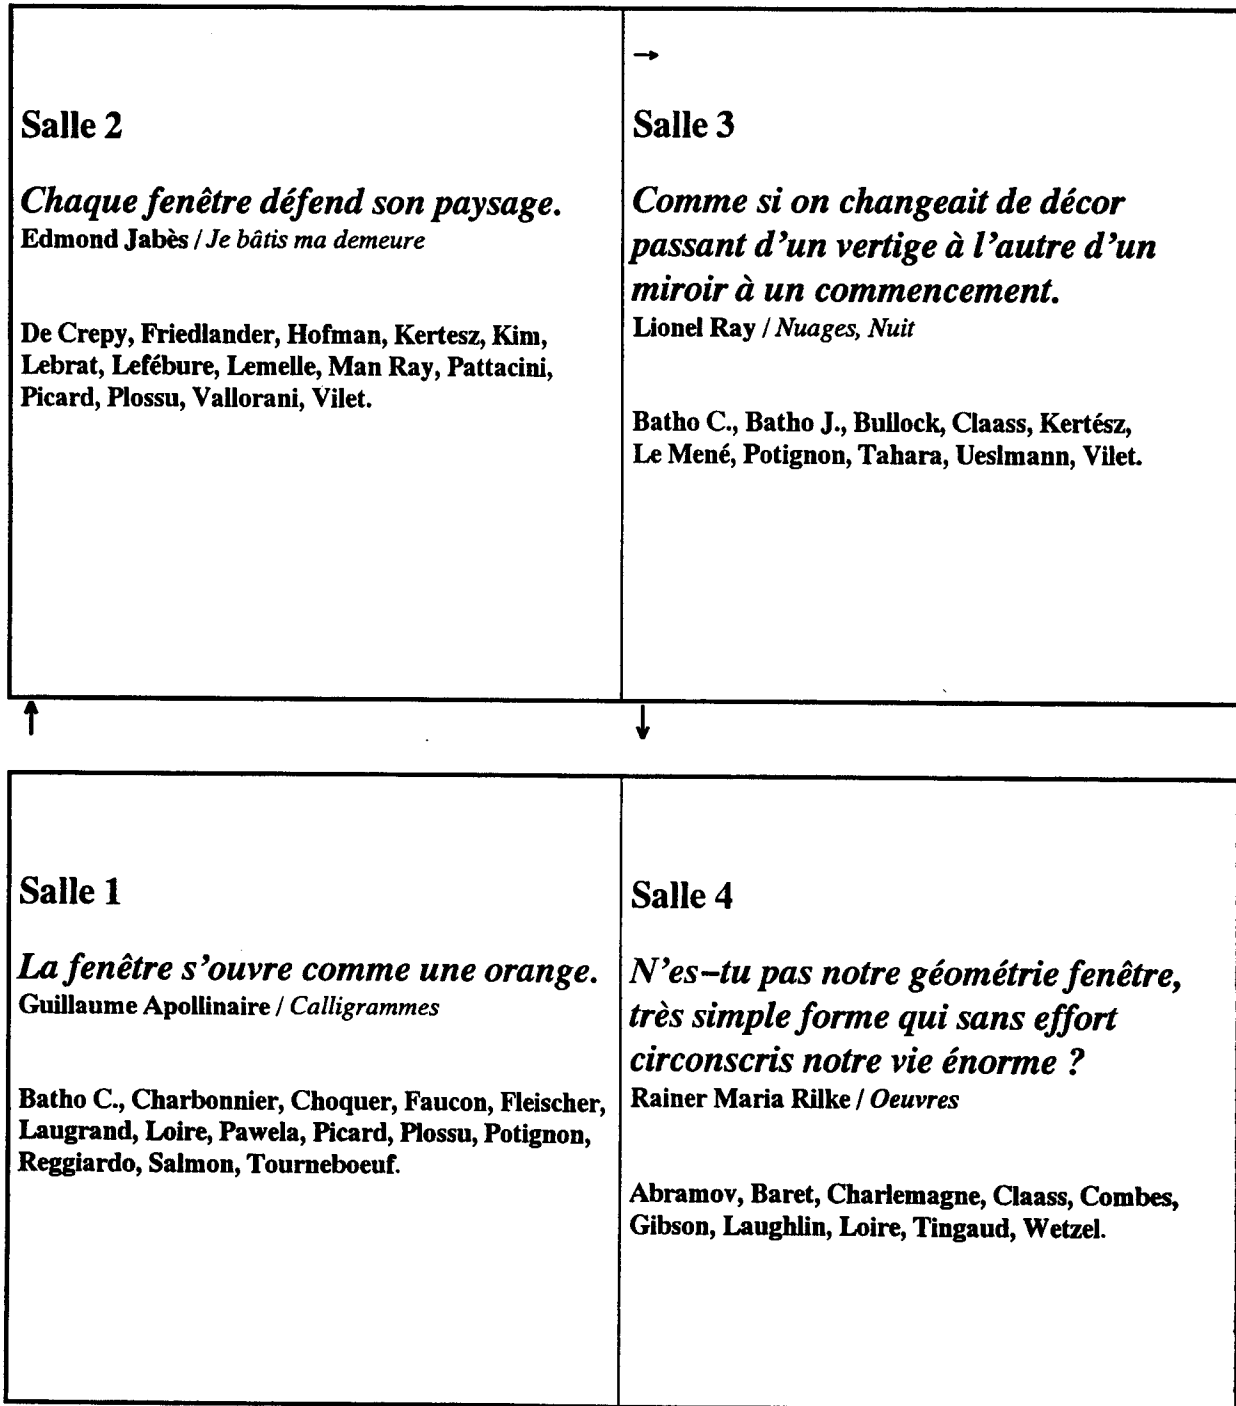 →
Salle 2
Chaque fenêtre défend son paysage.
Edmond Jabès / Je bâtis ma demeure
De Crepy, Friedlander, Hofman, Kertesz, Kim,
Lebrat, Lefébure, Lemelle, Man Ray, Pattacini,
Picard, Plossu, Vallorani, Vilet.
Salle 3
Comme si on changeait de décor
passant d'un vertige à l'autre d'un
miroir à un commencement.
Lionel Ray / Nuages, Nuit
Batho C., Batho J., Bullock, Claass, Kertész,
Le Mené, Potignon, Tahara, Ueslmann, Vilet.
↑
↓
Salle 1
La fenêtre s'ouvre comme une orange.
Guillaume Apollinaire / Calligrammes
Batho C., Charbonnier, Choquer, Faucon, Fleischer,
Laugrand, Loire, Pawela, Picard, Plossu, Potignon,
Reggiardo, Salmon, Tourneboeuf.
Salle 4
N'es–tu pas notre géométrie fenêtre,
très simple forme qui sans effort
circonscris notre vie énorme ?
Rainer Maria Rilke / Oeuvres
Abramov, Baret, Charlemagne, Claass, Combes,
Gibson, Laughlin, Loire, Tingaud, Wetzel.